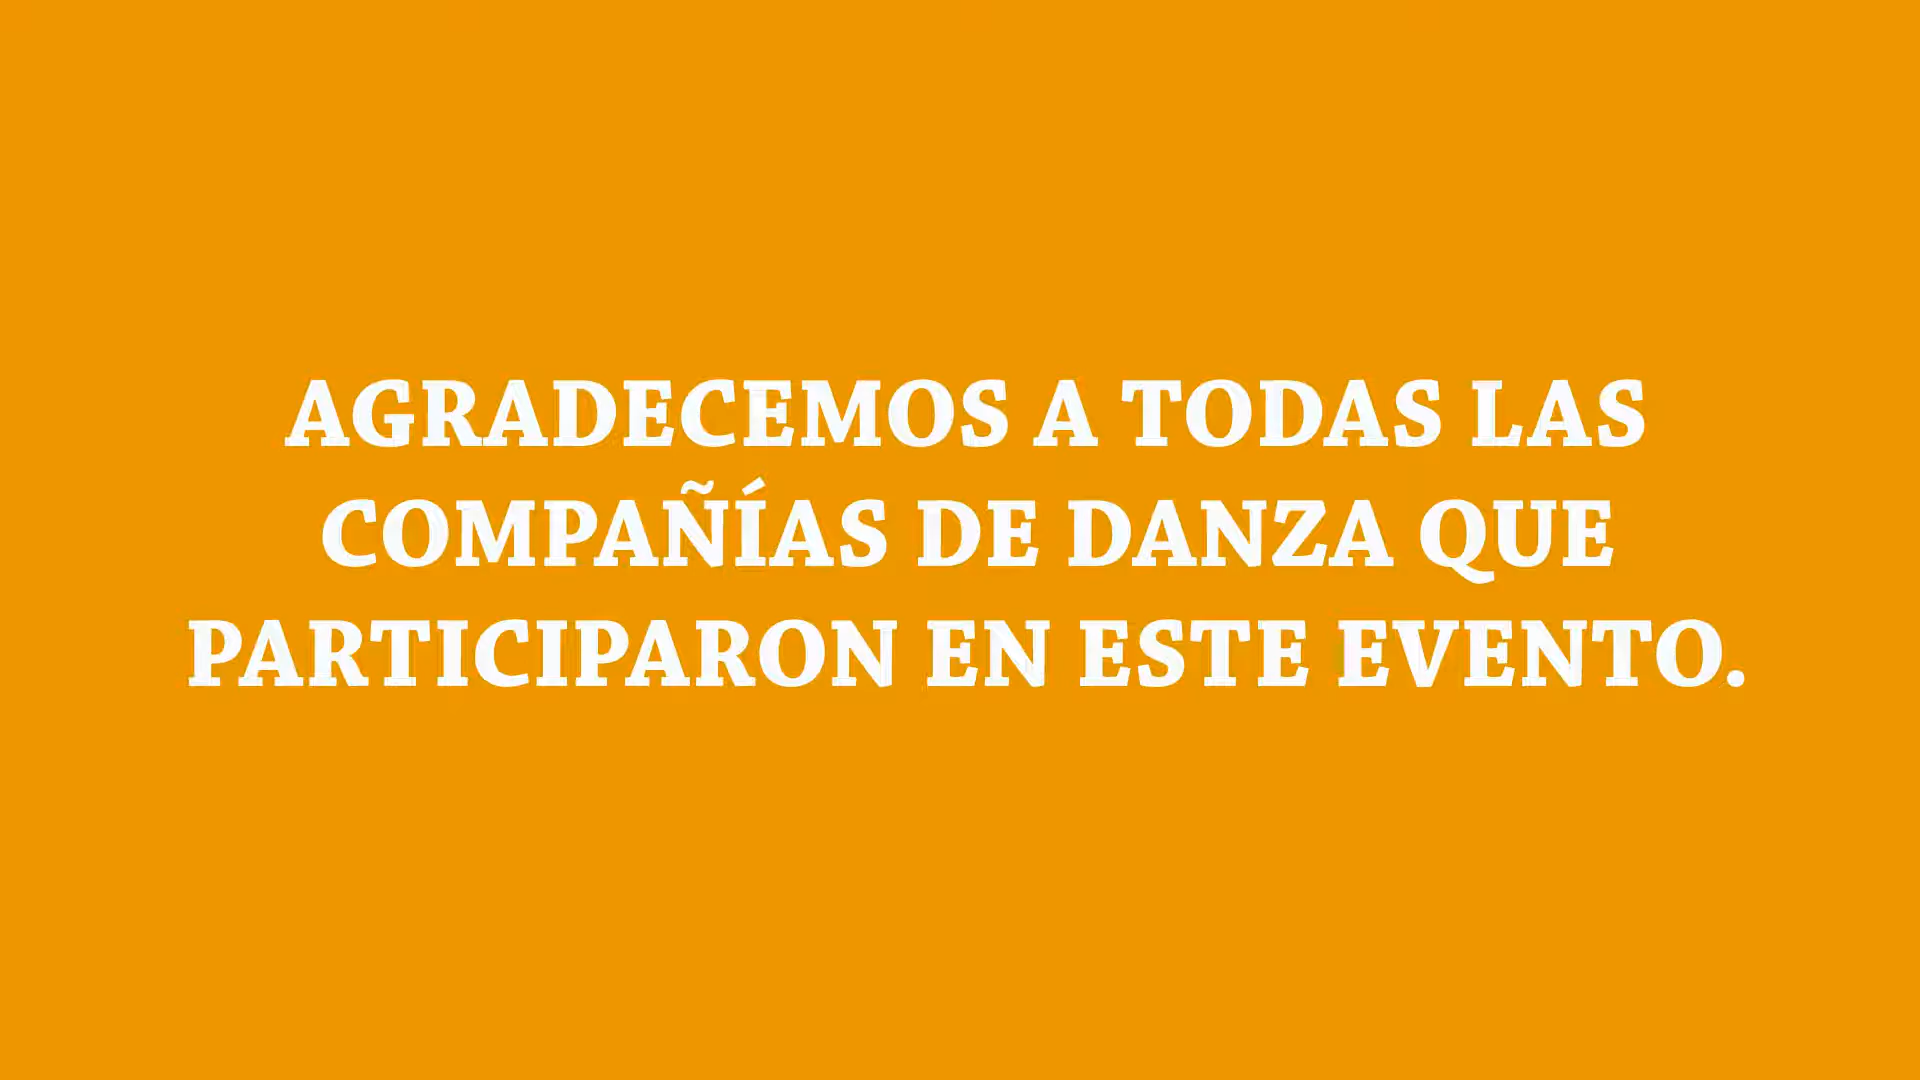 AGRADECEMOS A TODAS LAS
COMPAÑÍAS DE DANZA QUE
PARTICIPARON EN ESTE EVENTO.